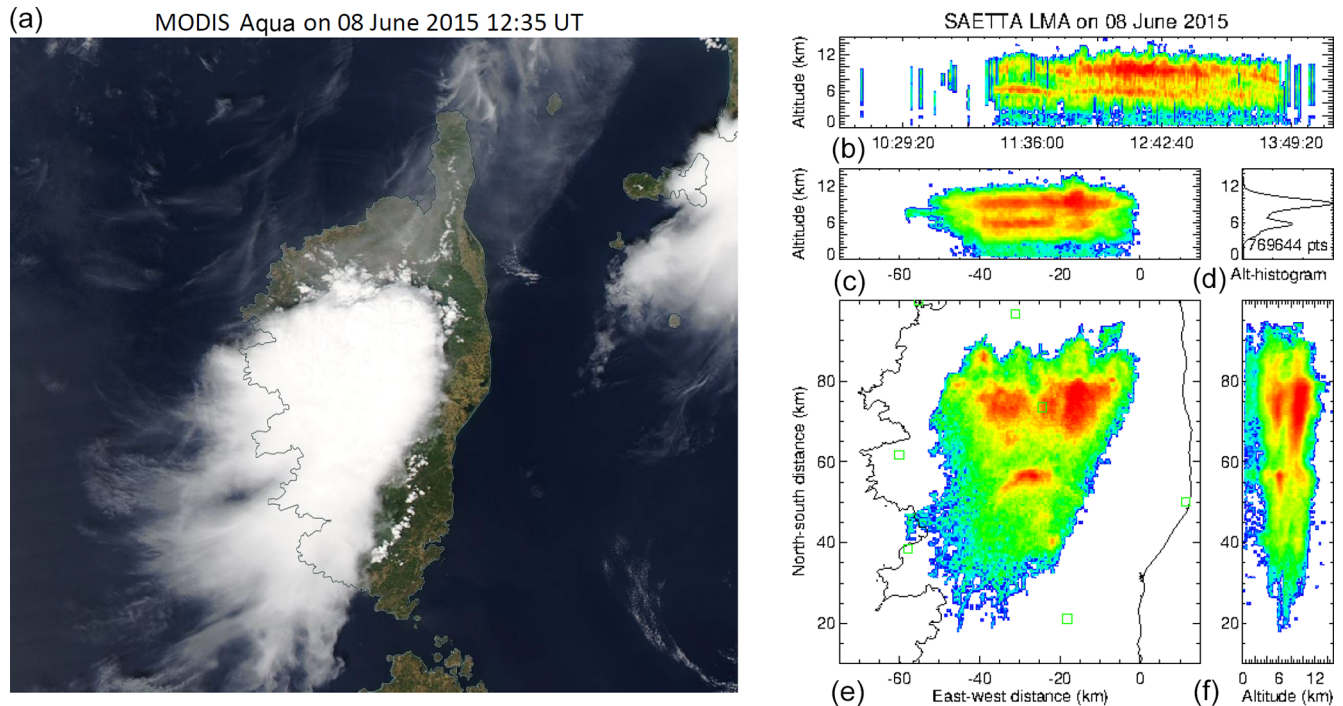 (a)
MODIS Aqua on 08 June 2015 12:35 UT
SAETTA LMA on 08 June 2015
Altitude (km)
12
6
0
10:29:20
11:36:00
12:42:40
13:49:20
(b)
Altitude (km)
12
6
0
-60
-40
-20
0
(c)
12
6
0
769644 pts
(d)
Alt-histogram
North-south distance (km)
80
60
40
20
-60
-40
-20
0
(e)
East-west distance (km)
80
60
40
20
0
6
12
(f)
Altitude (km)